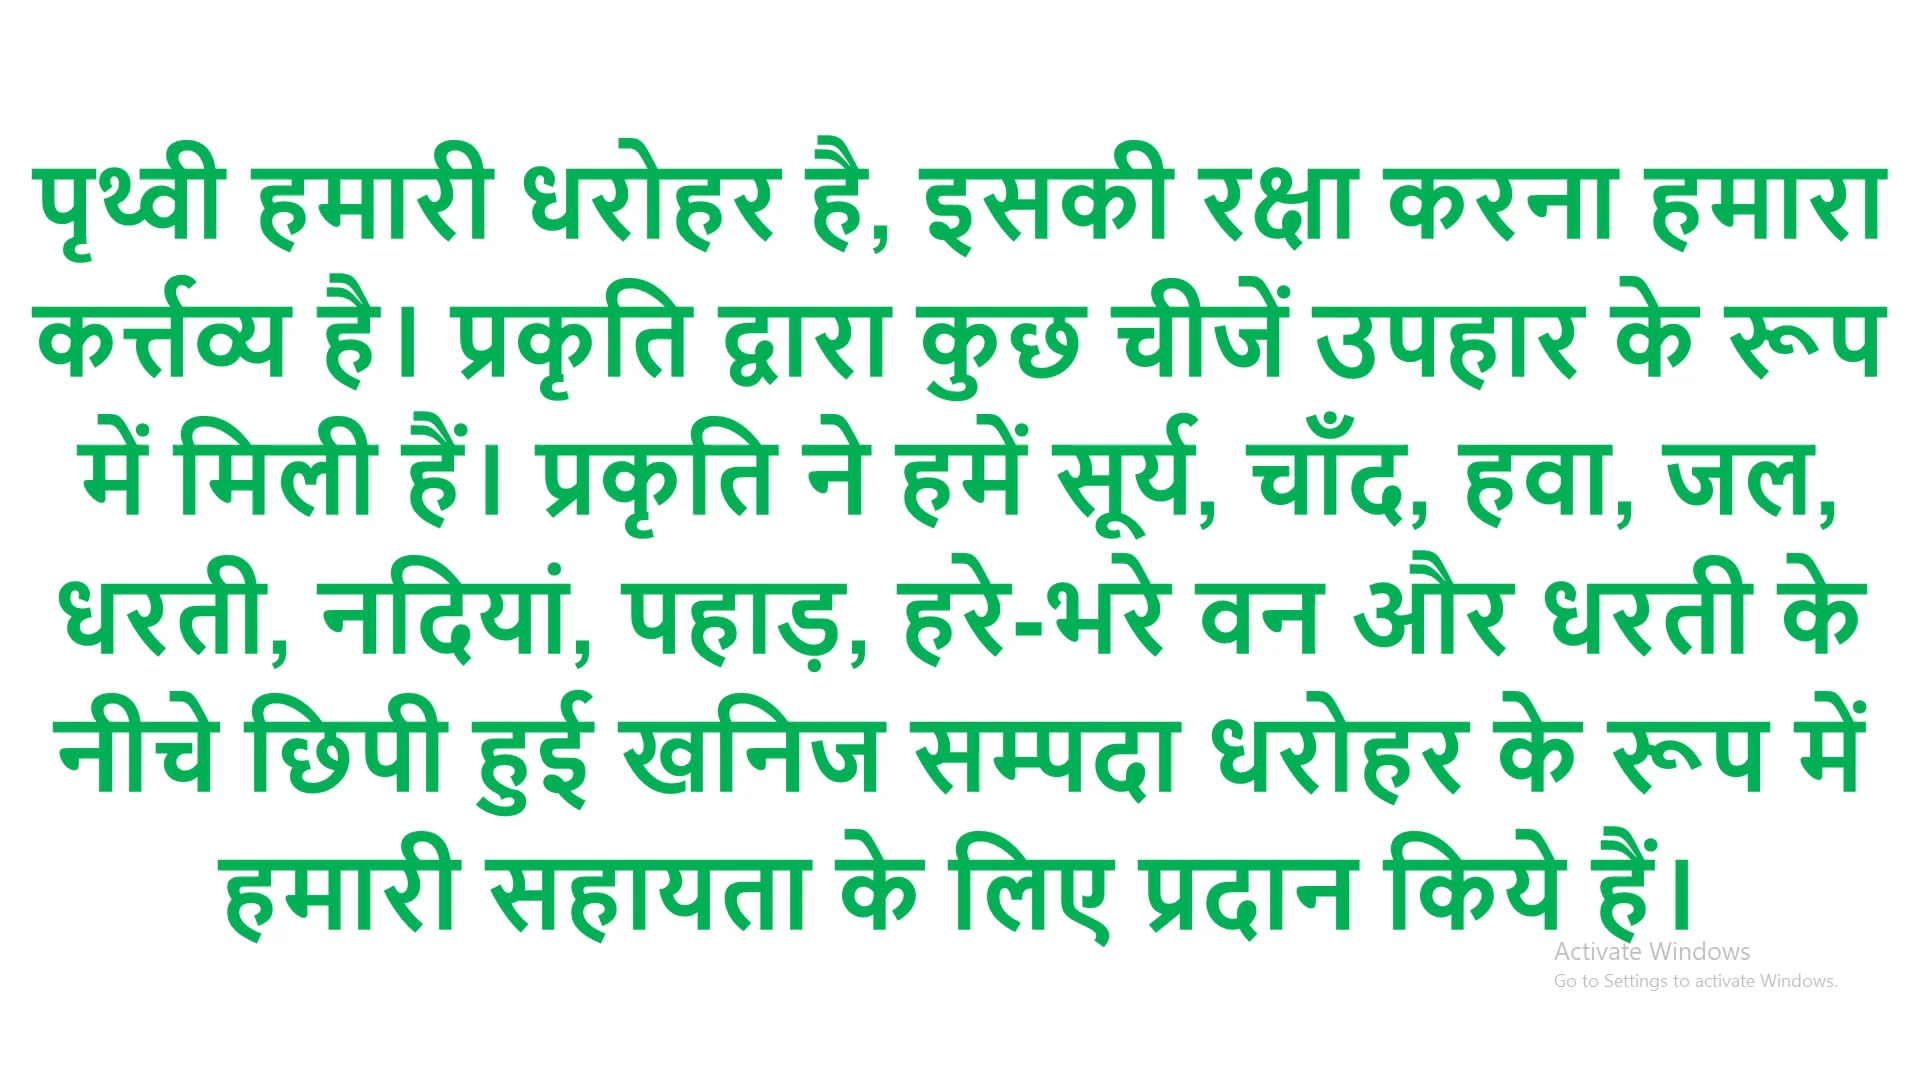 पृथ्वी हमारी धरोहर है, इसकी रक्षा करना हमारा
कर्त्तव्य है। प्रकृति द्वारा कुछ चीजें उपहार के रूप
में मिली हैं। प्रकृति ने हमें सूर्य, चाँद, हवा, जल,
धरती, नदियां, पहाड़, हरे-भरे वन और धरती के
नीचे छिपी हुई खनिज सम्पदा धरोहर के रूप में
हमारी सहायता के लिए प्रदान किये हैं।
Activate Windows
Go to Settings to activate Windows.